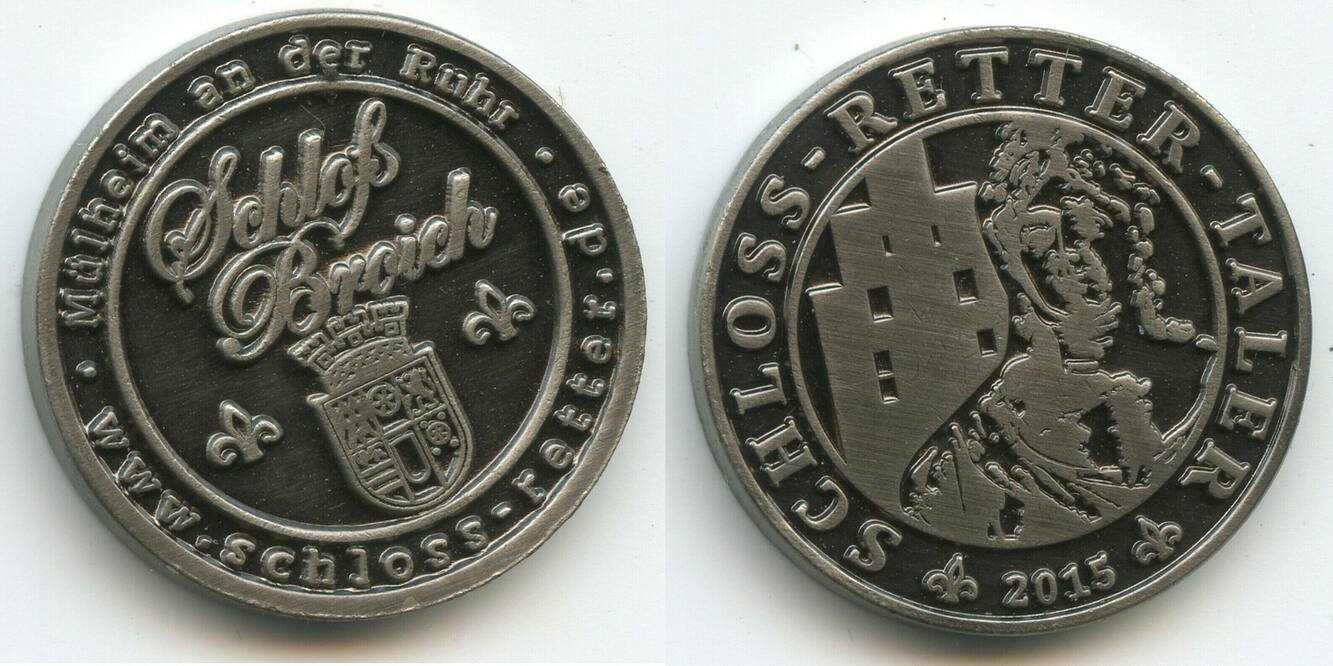 Mülheim an der Ruhr
Schloß
Broich
www.schloss-retter.de
SCHLOSS-RETTER-TALER
2015